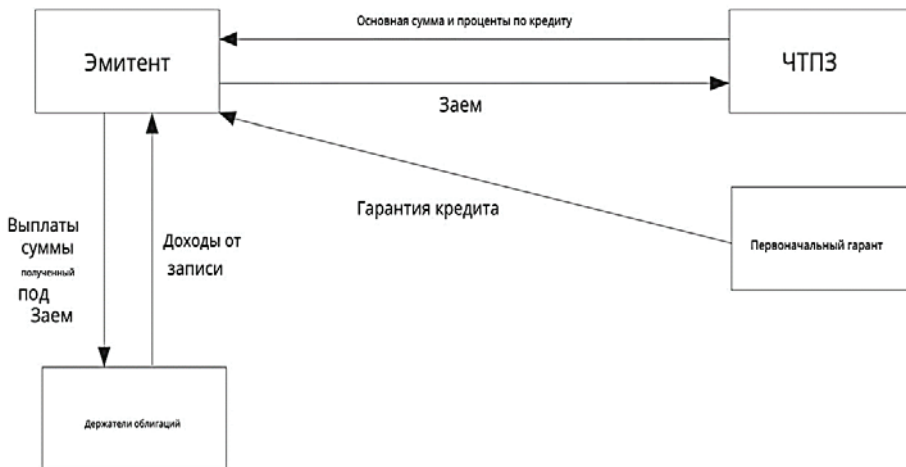 Основная сумма и проценты по кредиту
Эмитент
ЧТПЗ
Заем
Гарантия кредита
Первоначальный гарант
Выплаты
суммы
полученный
под
Заем
Доходы от
записи
Держатели облигаций